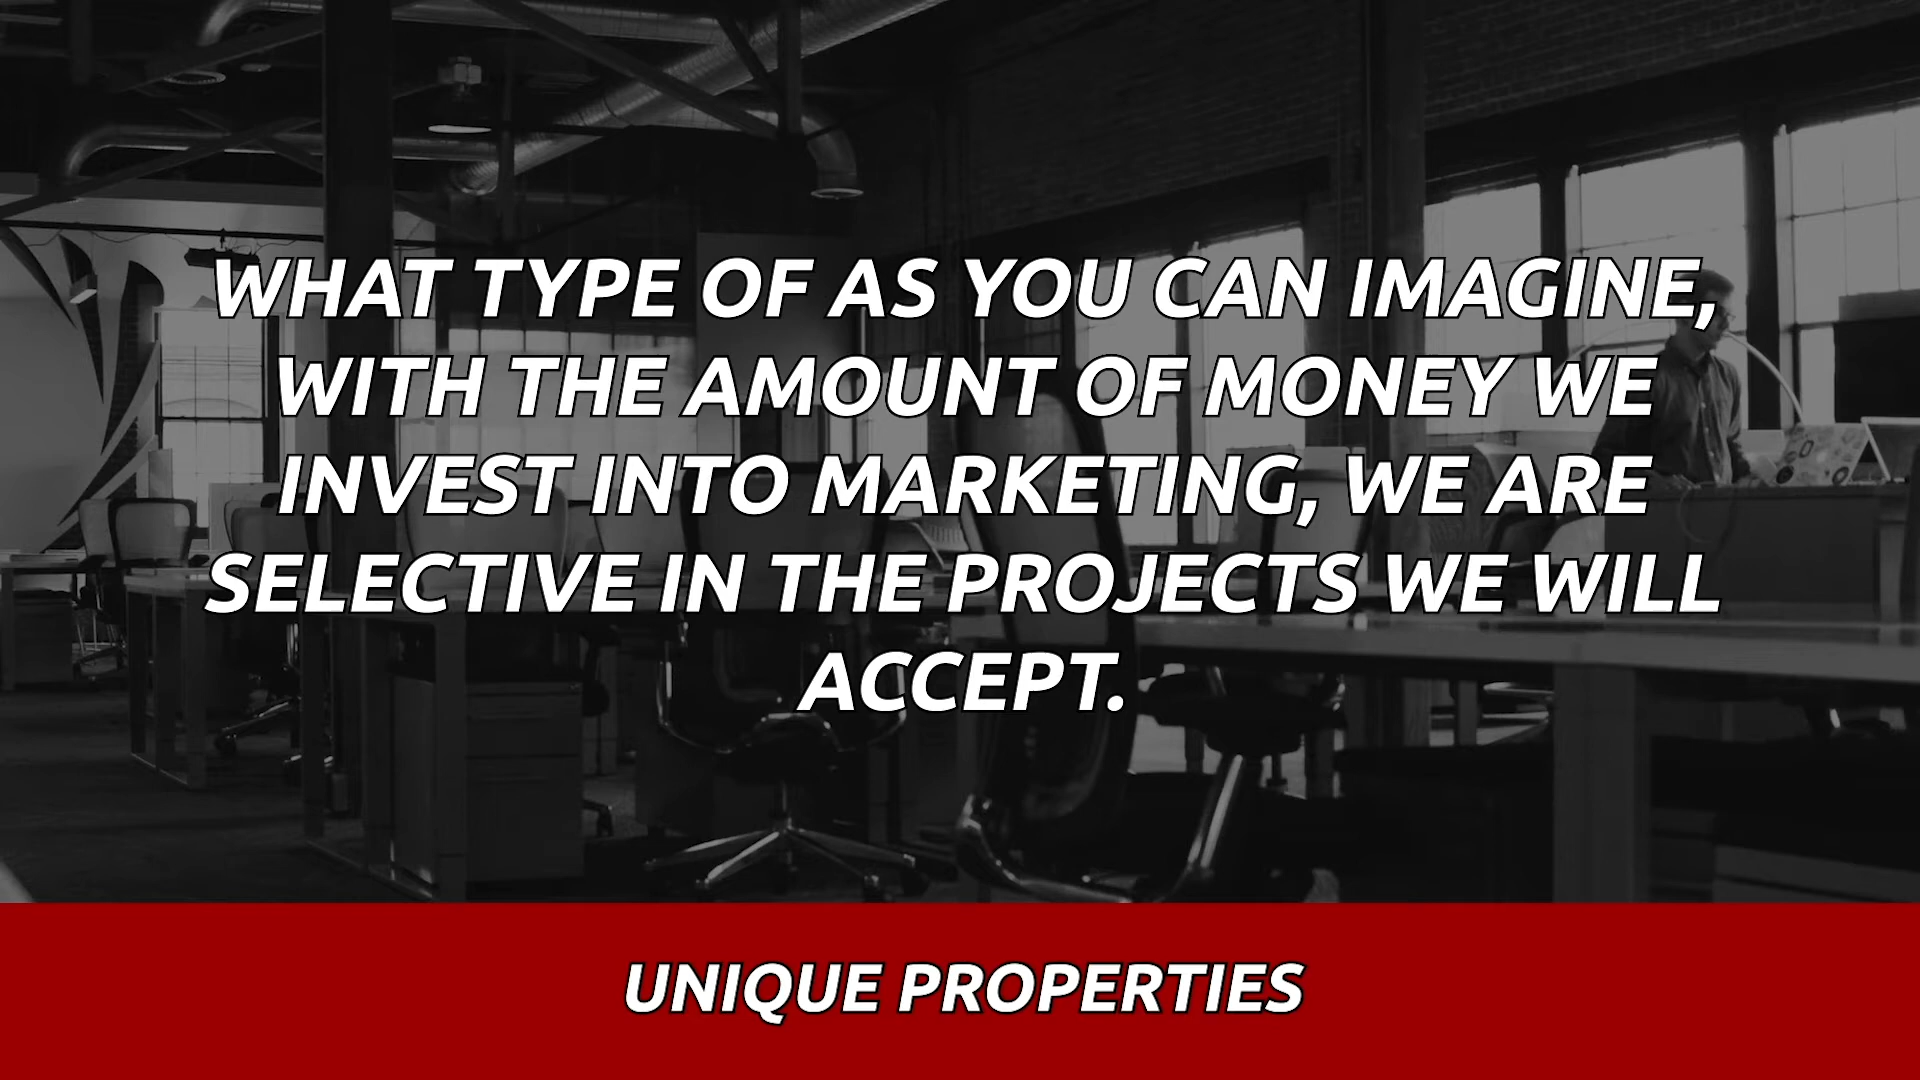 WHAT TYPE OF AS YOU CAN IMAGINE,
WITH THE AMOUNT OF MONEY WE
INVEST INTO MARKETING, WE ARE
SELECTIVE IN THE PROJECTS WE WILL
ACCEPT.
UNIQUE PROPERTIES